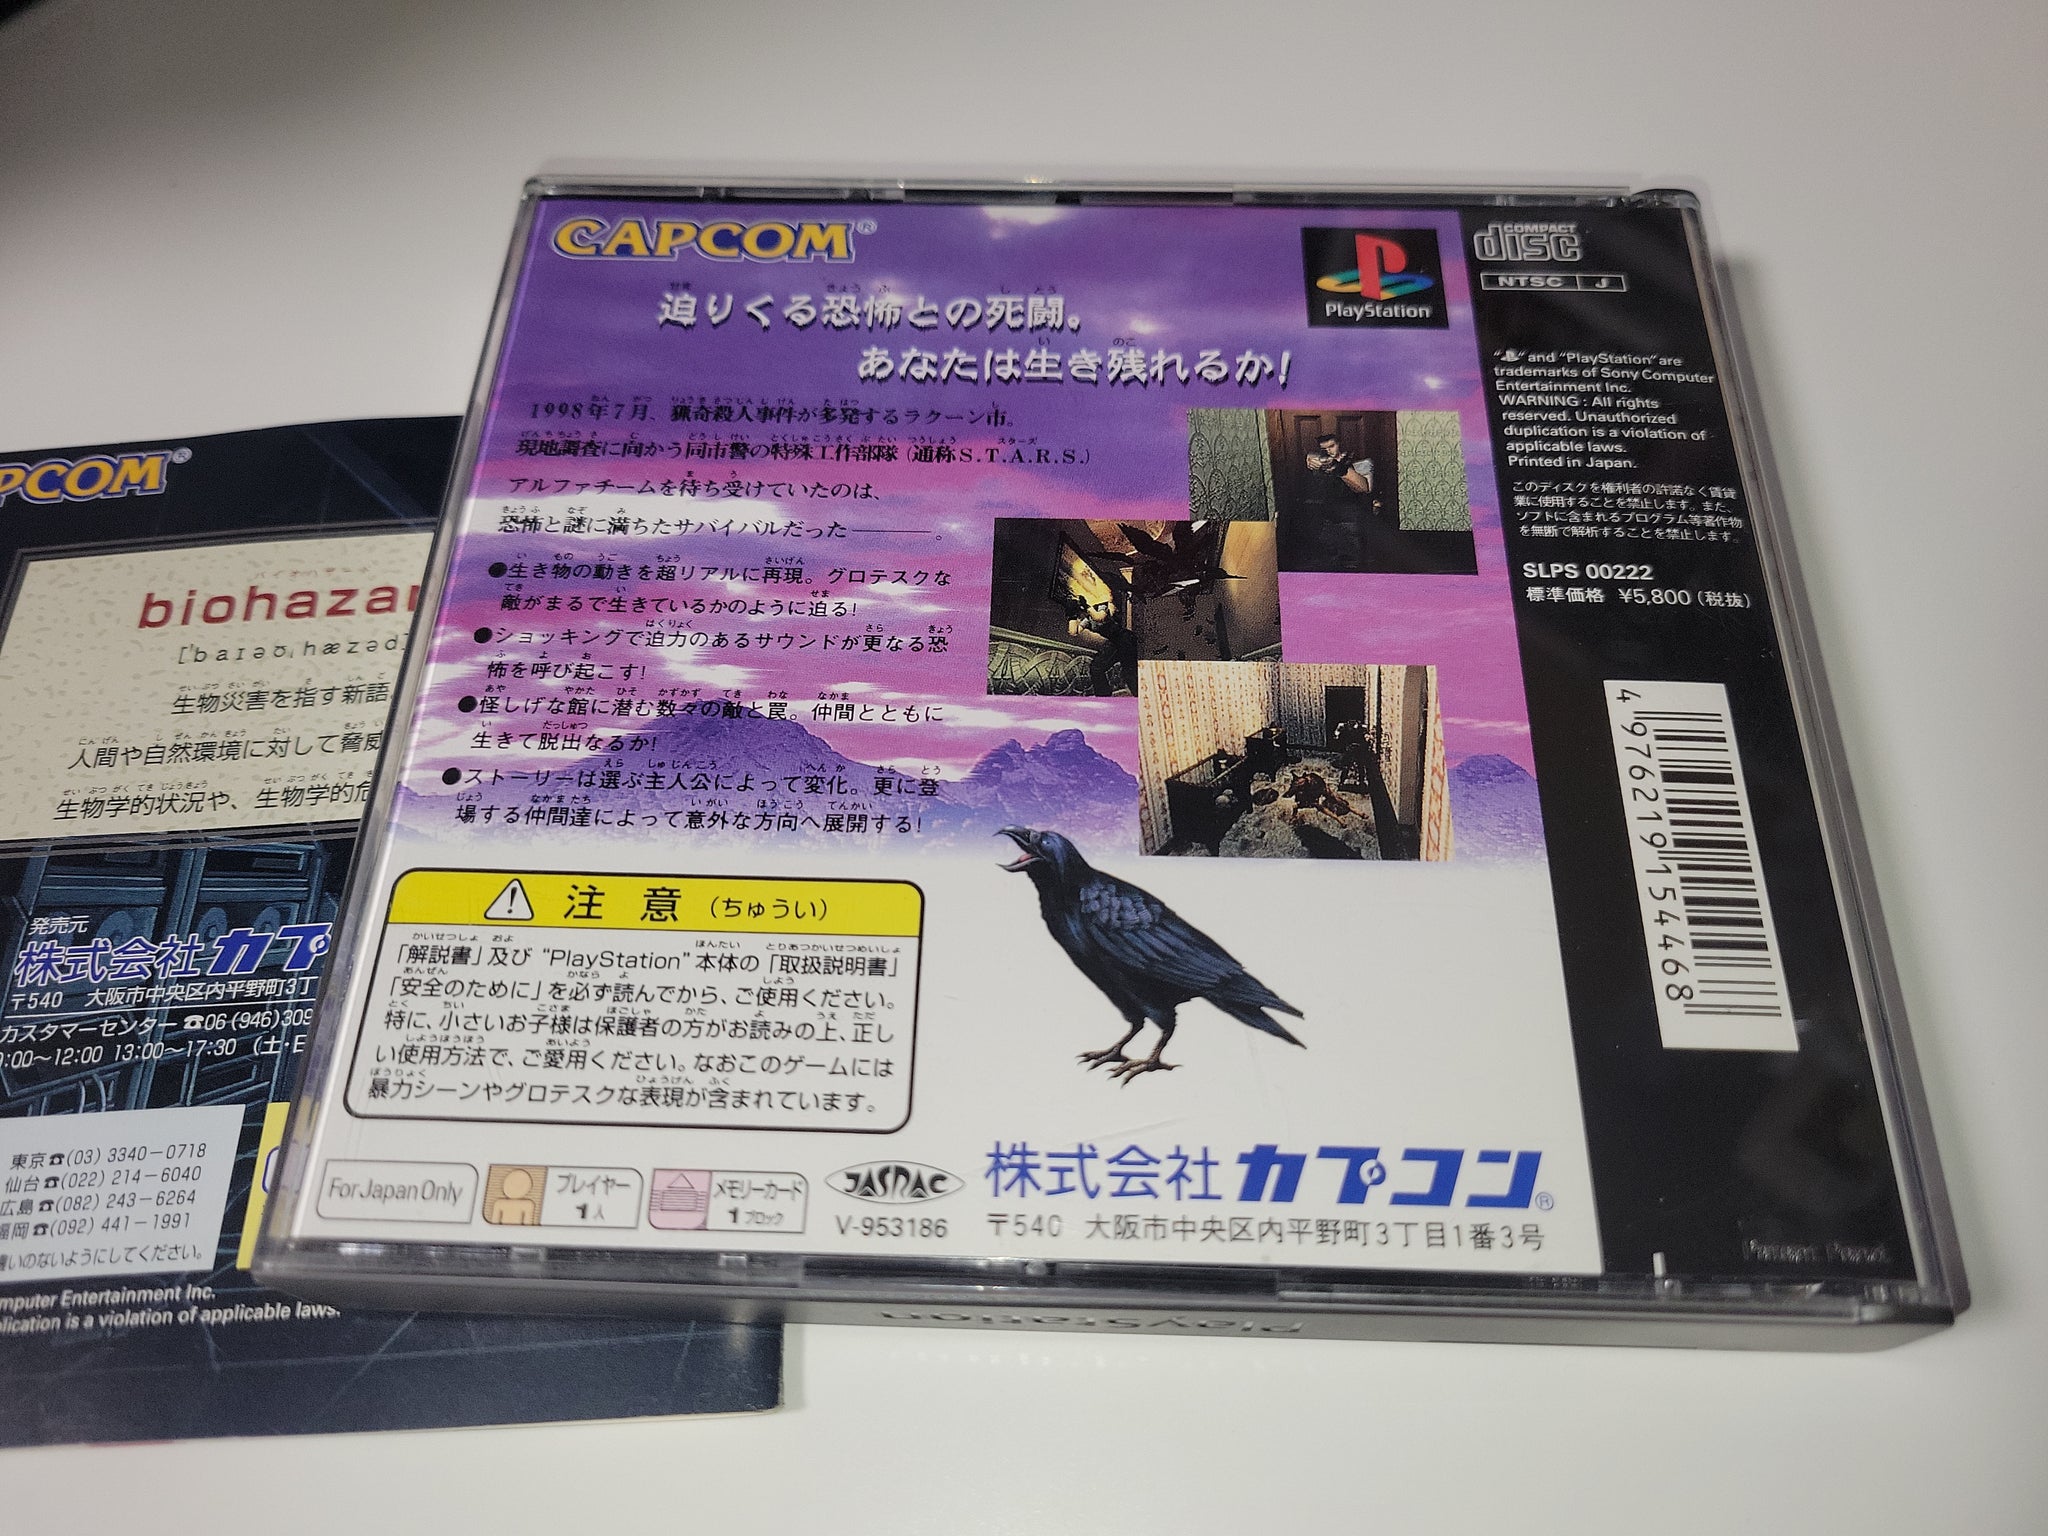 CAPCOM®
迫りくる恐怖との死闘。
あなたは生き残れるか!
1998年7月、猟奇殺人事件が多発するラクーン市。
現地調査に向かう同市警の特殊工作部隊(通称S.T.A.R.S.)
アルファチームを待ち受けていたのは、
恐怖と謎に満ちたサバイバルだった———。
●生き物の動きを超リアルに再現。グロテスクな
敵がまるで生きているかのように迫る!
●ショッキングで迫力のあるサウンドが更なる恐
怖を呼び起こす!
●怪しげな館に潜む数々の敵と罠。仲間とともに
生きて脱出なるか!
●ストーリーは選ぶ主人公によって変化。更に登
場する仲間達によって意外な方向へ展開する!
注意(ちゅうい)
「解説書」及び“PlayStation”本体の「取扱説明書」
「安全のために」を必ず読んでから、ご使用ください。
特に、小さいお子様は保護者の方がお読みの上、正し
い使用方法で、ご愛用ください。なおこのゲームには
暴力シーンやグロテスクな表現が含まれています。
For Japan Only
プレイヤー
1人
メモリーカード
1ブロック
JASRAC
V-953186
株式会社カプコン®
〒540 大阪市中央区内平野町3丁目1番3号
PlayStation
COMPACT
disc
NTSC J
“PS” and “PlayStation” are
trademarks of Sony Computer
Entertainment Inc.
WARNING : All rights
reserved. Unauthorized
duplication is a violation of
applicable laws.
Printed in Japan.
このディスクを権利者の許諾なく賃貸
業に使用することを禁止します。また、
ソフトに含まれるプログラム等著作物
を無断で解析することを禁止します。
SLPS 00222
標準価格 ¥5,800(税抜)
4976219154468
PlayStation
PCOM®
バイオハザード
biohazar
['baɪəʊˌhæzəd]
生物災害を指す新語
人間や自然環境に対して脅威
生物学的状況や、生物学的危
発売元
株式会社カプ
〒540 大阪市中央区内平野町3丁
カスタマーセンター ☎06(946)309
9:00〜12:00 13:00〜17:30 (土・日
東京☎(03)3340-0718
仙台☎(022)214-6040
広島☎(082)243-6264
福岡☎(092)441-1991
違いのないようにしてください。
mputer Entertainment Inc.
plication is a violation of applicable laws.